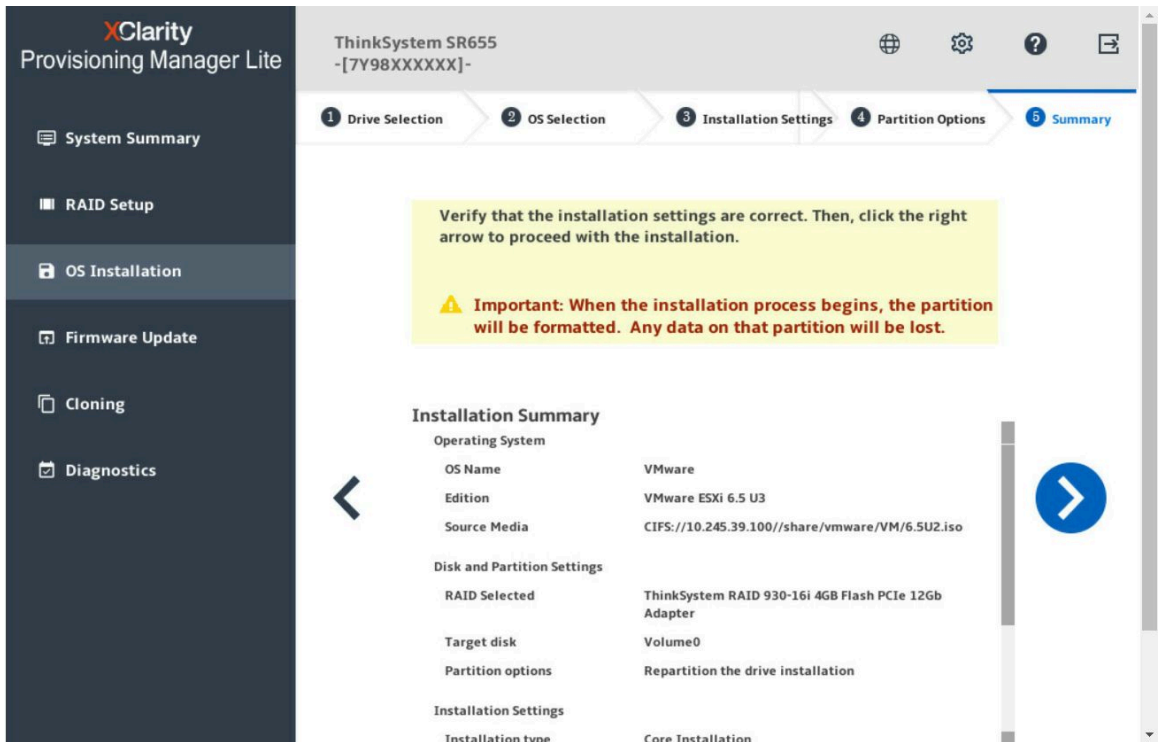 XClarity
Provisioning Manager Lite
System Summary
RAID Setup
OS Installation
Firmware Update
Cloning
Diagnostics
ThinkSystem SR655
-[7Y98XXXXXX]-
?
1 Drive Selection
2 OS Selection
3 Installation Settings
4 Partition Options
5 Summary
Verify that the installation settings are correct. Then, click the right
arrow to proceed with the installation.
Important: When the installation process begins, the partition
will be formatted. Any data on that partition will be lost.
Installation Summary
Operating System
OS Name VMware
Edition VMware ESXi 6.5 U3
Source Media CIFS://10.245.39.100//share/vmware/VM/6.5U2.iso
Disk and Partition Settings
RAID Selected ThinkSystem RAID 930-16i 4GB Flash PCIe 12Gb
Adapter
Target disk Volume0
Partition options Repartition the drive installation
Installation Settings
Installation type Core Installation